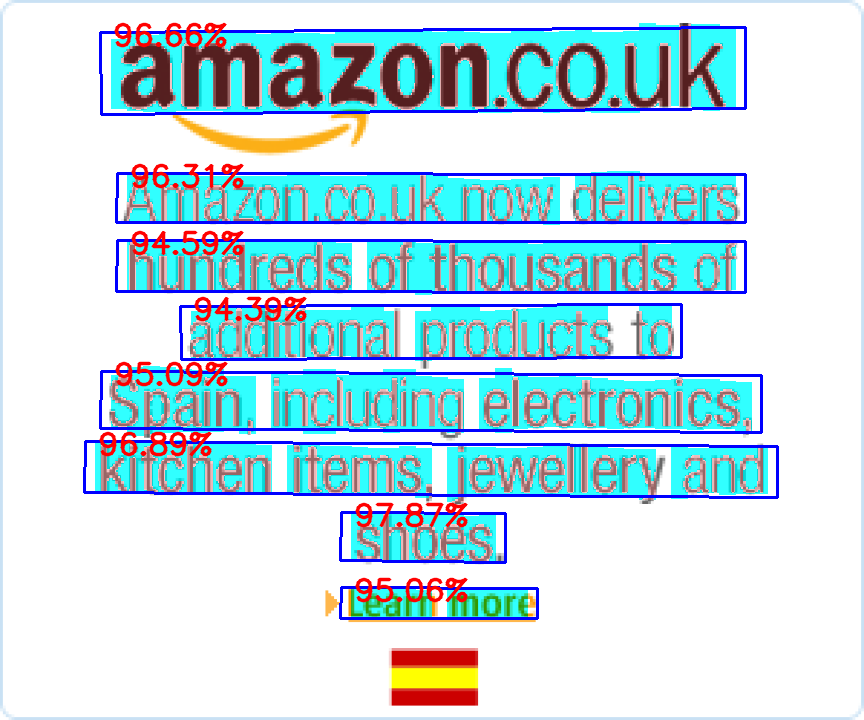 96.66%
amazon.co.uk
96.31%
Amazon.co.uk now delivers
94.59%
hundreds of thousands of
94.39%
additional products to
95.09%
Spain, including electronics,
96.89%
kitchen items, jewellery and
97.87%
shoes.
95.06%
Learn more